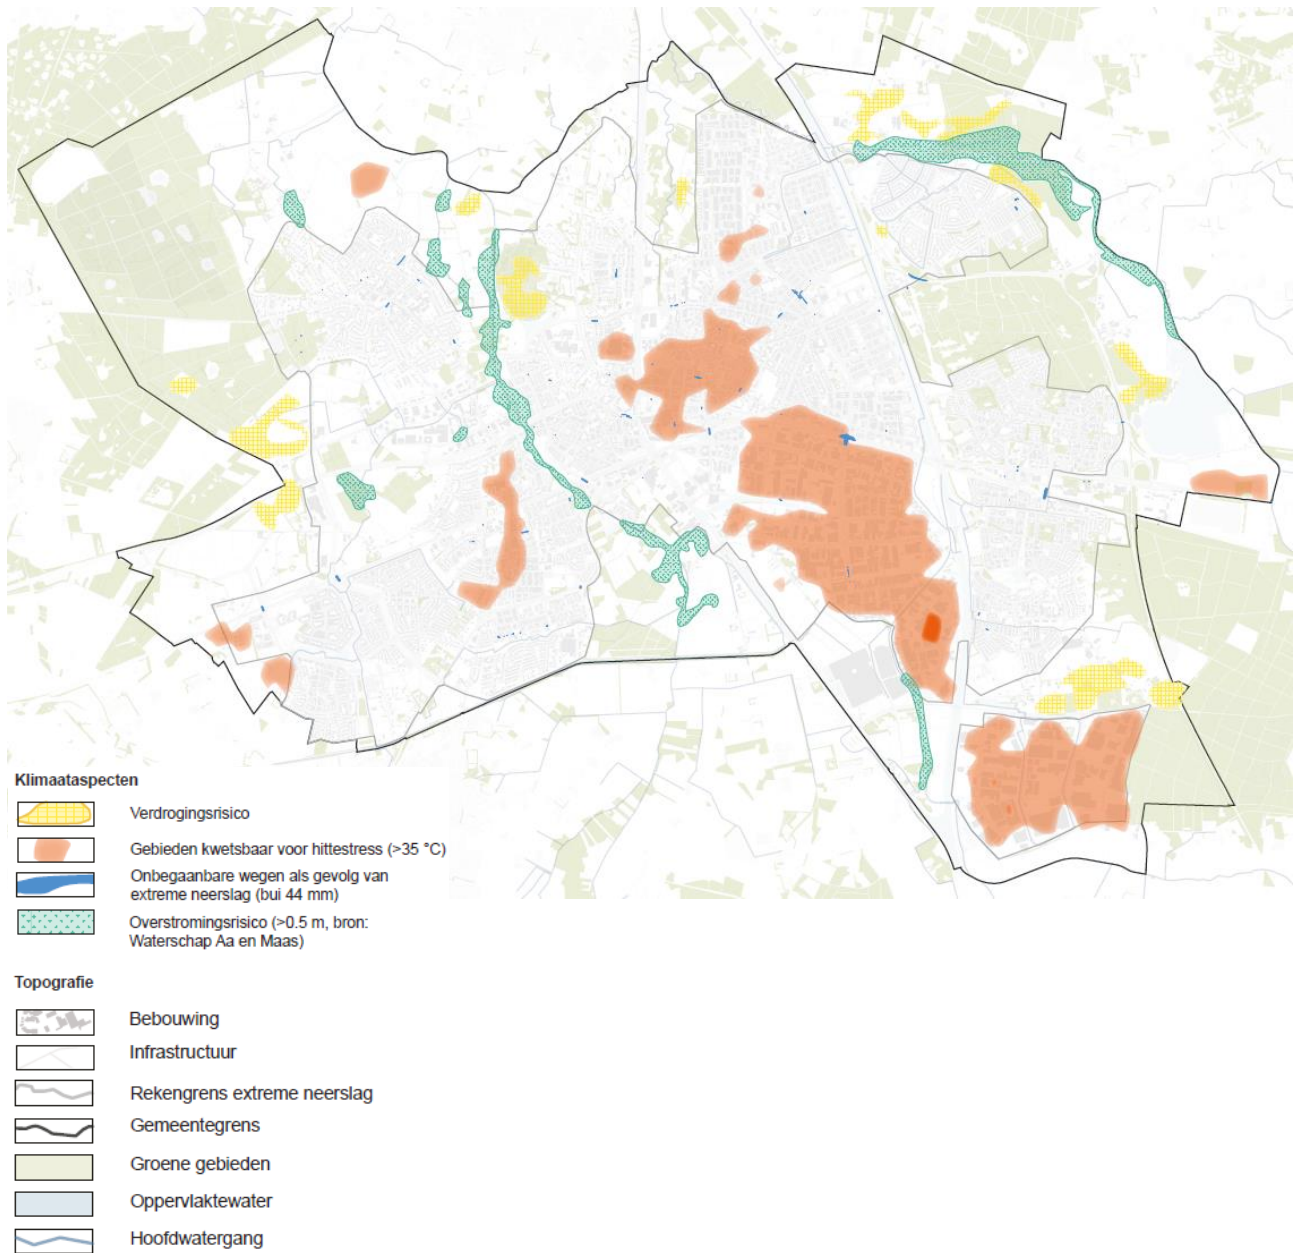 Klimaataspecten
Verdrogingsrisico
Gebieden kwetsbaar voor hittestress (>35 °C)
Onbegaanbare wegen als gevolg van
extreme neerslag (bui 44 mm)
Overstromingsrisico (>0.5 m, bron:
Waterschap Aa en Maas)
Topografie
Bebouwing
Infrastructuur
Rekengrens extreme neerslag
Gemeentegrens
Groene gebieden
Oppervlaktewater
Hoofdwatergang